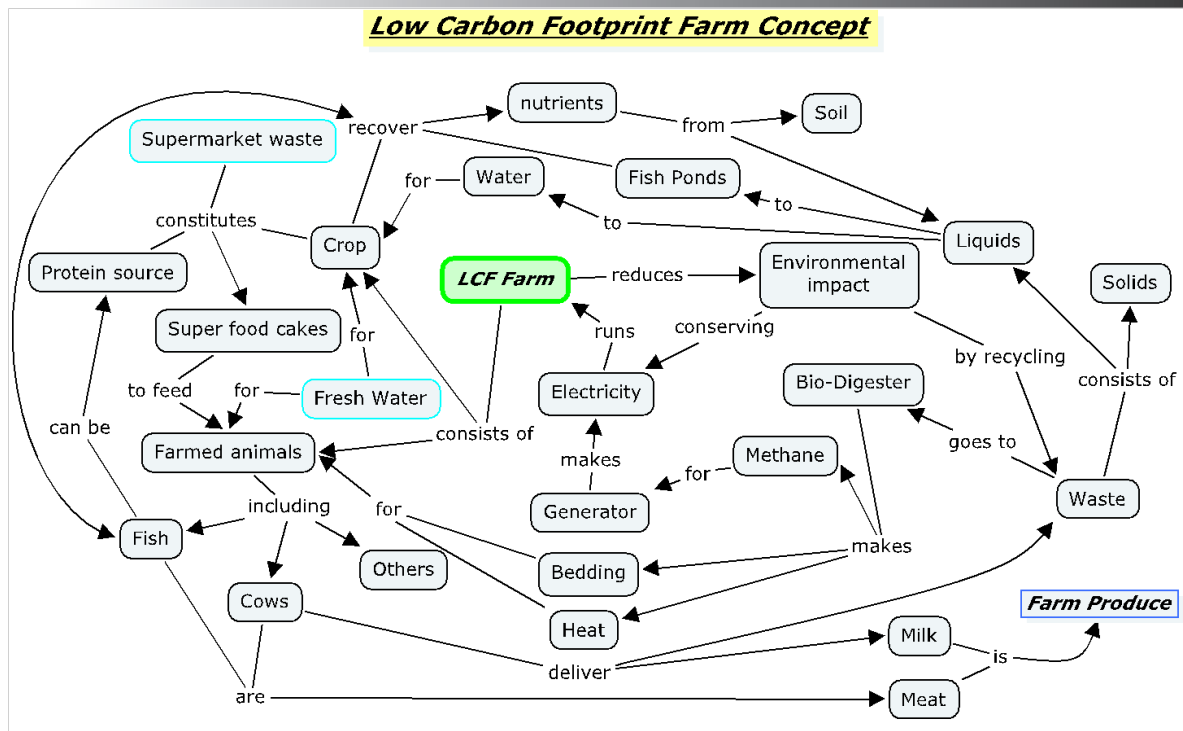 Low Carbon Footprint Farm Concept
nutrients
Soil
from
recover
Supermarket waste
Water
for
Fish Ponds
to
to
constitutes
Crop
Liquids
Protein source
LCF Farm
reduces
Environmental
impact
Solids
Super food cakes
for
runs
conserving
by recycling
consists of
to feed
for
Fresh Water
Electricity
Bio-Digester
can be
Farmed animals
consists of
makes
for
Methane
goes to
Waste
including
for
Generator
Fish
Others
Bedding
makes
Cows
Heat
Farm Produce
Milk
is
deliver
are
Meat